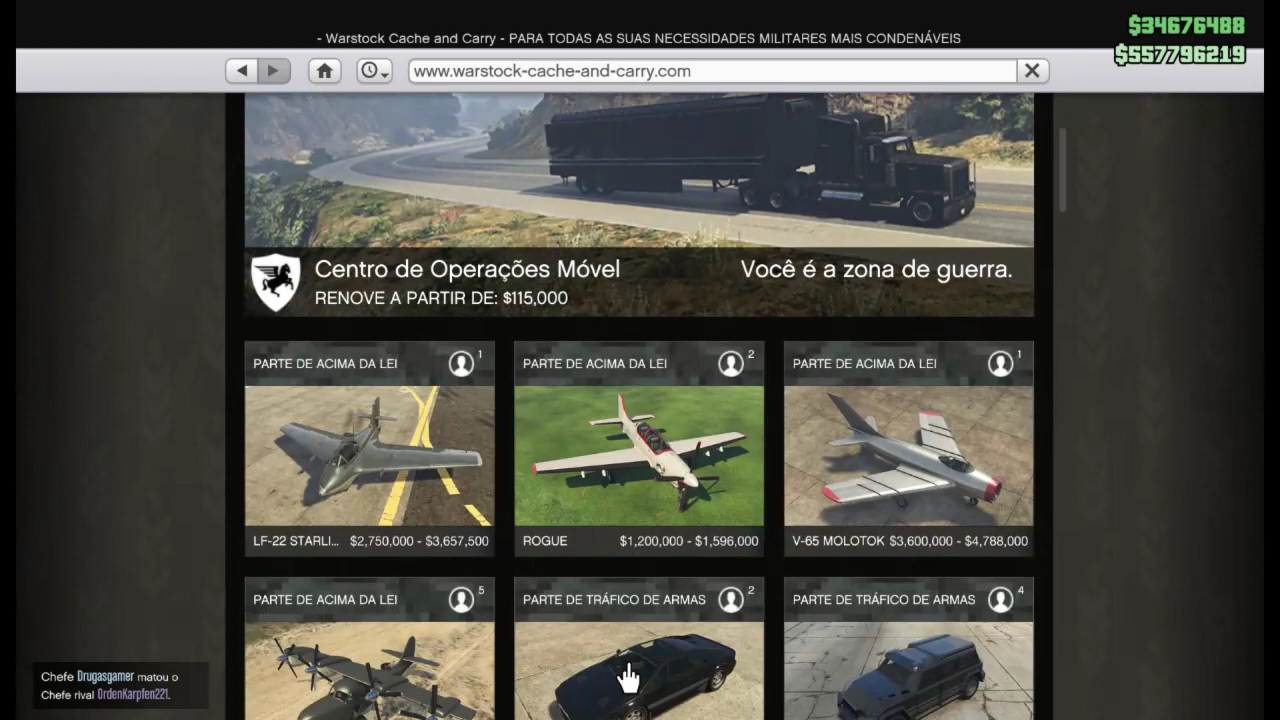 $34676488
- Warstock Cache and Carry - PARA TODAS AS SUAS NECESSIDADES MILITARES MAIS CONDENÁVEIS
$557796219
www.warstock-cache-and-carry.com
Centro de Operações Móvel
Você é a zona de guerra.
RENOVE A PARTIR DE: $115,000
PARTE DE ACIMA DA LEI 1
PARTE DE ACIMA DA LEI 2
PARTE DE ACIMA DA LEI 1
LF-22 STARLI... $2,750,000 - $3,657,500
ROGUE $1,200,000 - $1,596,000
V-65 MOLOTOK $3,600,000 - $4,788,000
PARTE DE ACIMA DA LEI 5
PARTE DE TRÁFICO DE ARMAS 2
PARTE DE TRÁFICO DE ARMAS 4
Chefe Drugasgamer matou o
Chefe rival OrdenKarpfen221.